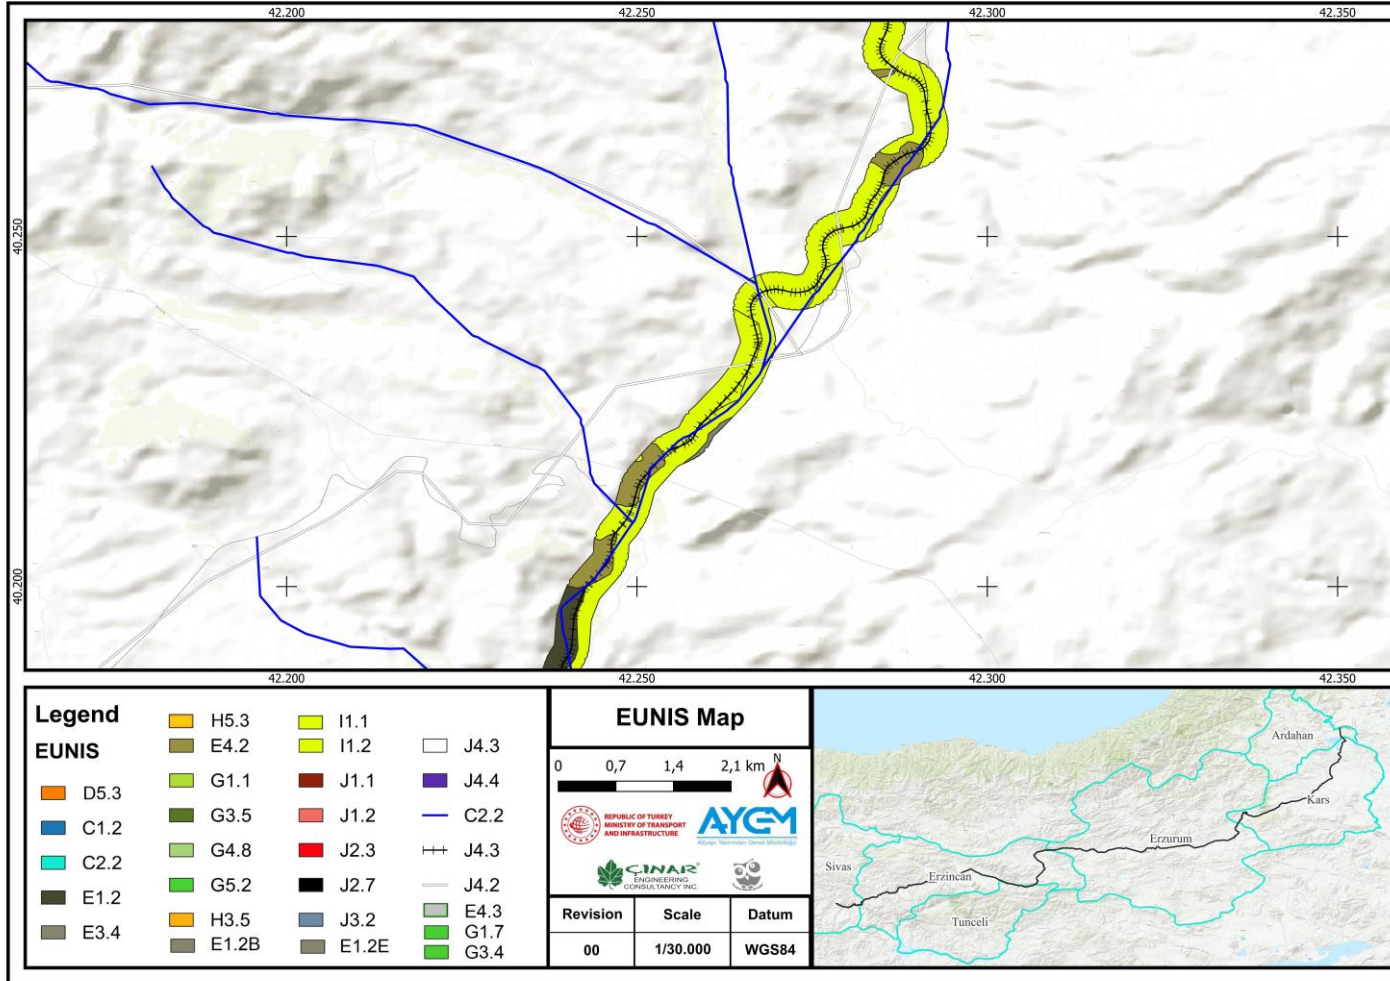 42.200 42.250 42.300 42.350
40.250
40.200
42.200 42.250 42.300 42.350
Legend
EUNIS
D5.3
C1.2
C2.2
E1.2
E3.4
H5.3
E4.2
G1.1
G3.5
G4.8
G5.2
H3.5
E1.2B
I1.1
I1.2
J1.1
J1.2
J2.3
J2.7
J3.2
E1.2E
J4.3
J4.4
C2.2
J4.3
J4.2
E4.3
G1.7
G3.4
EUNIS Map
0 0,7 1,4 2,1 km
N
REPUBLIC OF TURKEY
MINISTRY OF TRANSPORT
AND INFRASTRUCTURE
AYGM
Altyapı Yatırımları Genel Müdürlüğü
ÇINAR
ENGINEERING
CONSULTANCY INC.
Revision Scale Datum
00 1/30.000 WGS84
Ardahan
Kars
Erzurum
Sivas
Erzincan
Tunceli